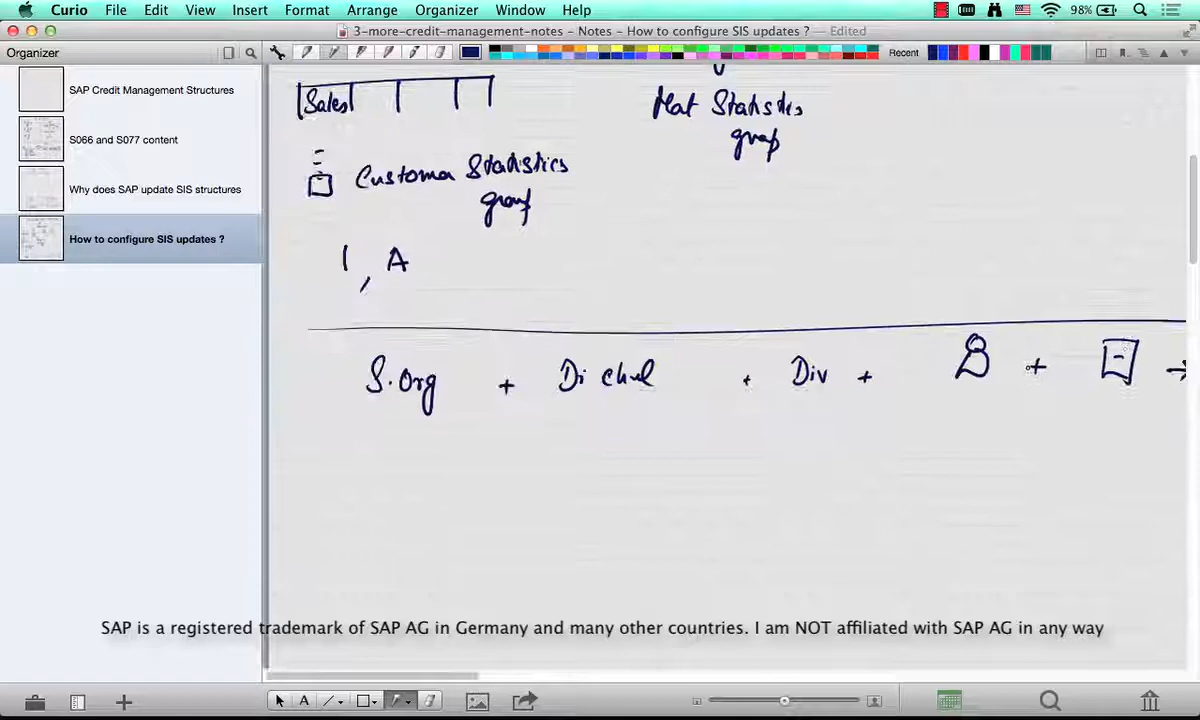 Curio File Edit View Insert Format Arrange Organizer Window Help 98%
3-more-credit-management-notes – Notes – How to configure SIS updates ? — Edited
Organizer
Recent
SAP Credit Management Structures
S066 and S077 content
Why does SAP update SIS structures
How to configure SIS updates ?
Sales
Mat Statistics
group
Customer Statistics
group
1, A
S.Org + Di chnl + Div + + →
SAP is a registered trademark of SAP AG in Germany and many other countries. I am NOT affiliated with SAP AG in any way
A